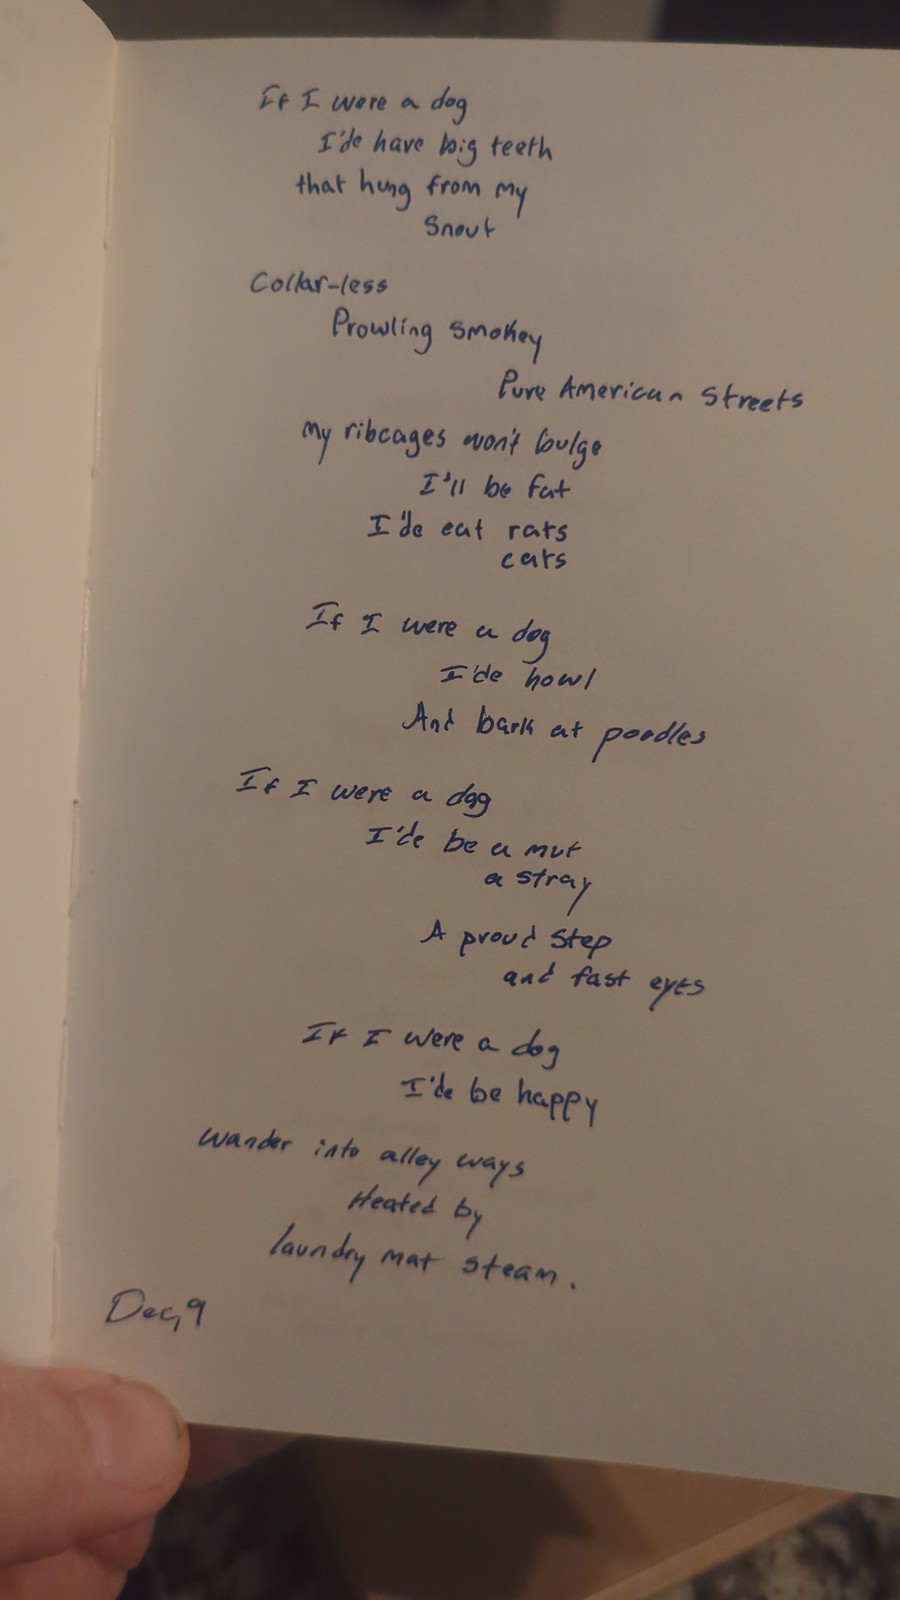 If I were a dog
I'de have big teeth
that hung from my
Snout
Collar-less
Prowling smokey
Pure American Streets
my ribcages won't bulge
I'll be fat
I'de eat rats
cats
If I were a dog
I'de howl
And bark at poodles
If I were a dog
I'de be a mut
a stray
A proud step
and fast eyes
If I were a dog
I'de be happy
wander into alley ways
Heated by
laundry mat steam.
Dec, 9